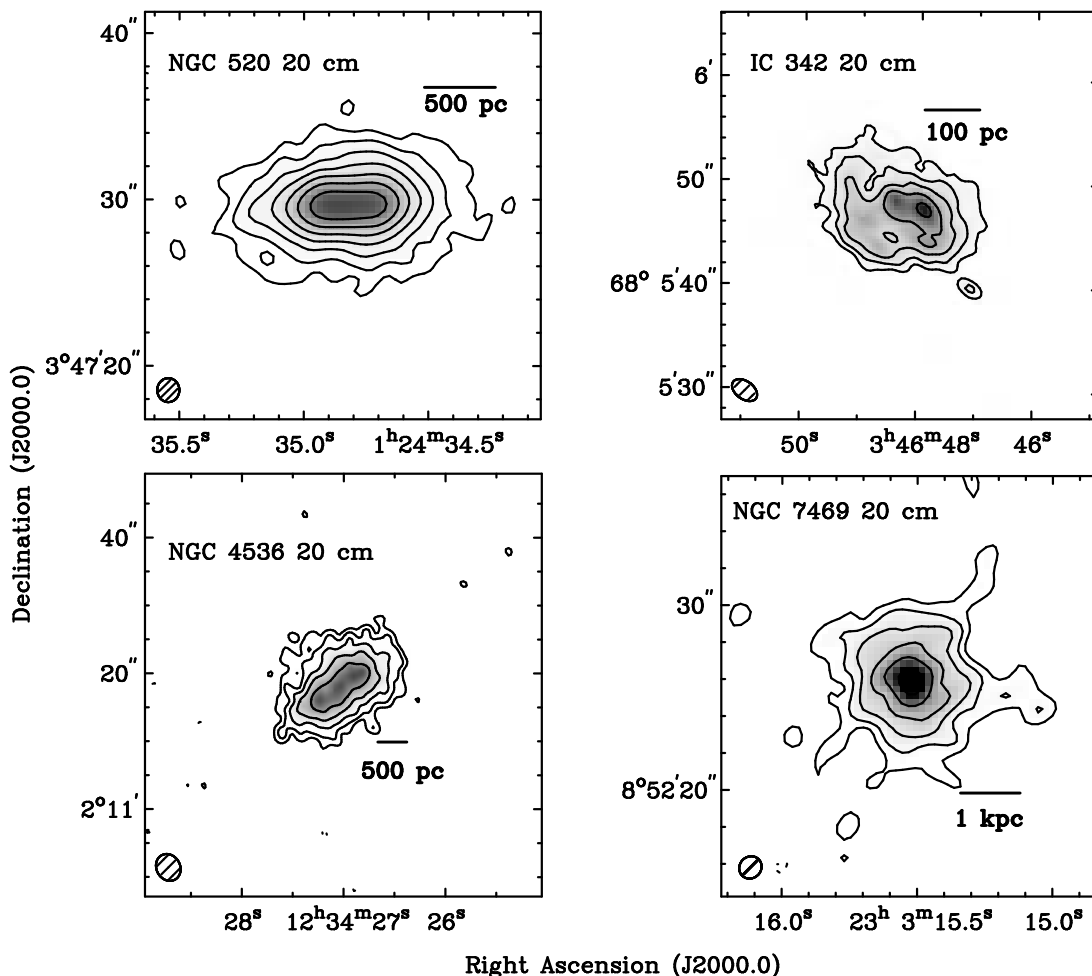 NGC 520 20 cm
500 pc
40″
30″
3°47′20″
35.5ˢ 35.0ˢ 1ʰ24ᵐ34.5ˢ
IC 342 20 cm
100 pc
6′
50″
68° 5′40″
5′30″
50ˢ 3ʰ46ᵐ48ˢ 46ˢ
NGC 4536 20 cm
500 pc
40″
20″
2°11′
28ˢ 12ʰ34ᵐ27ˢ 26ˢ
NGC 7469 20 cm
1 kpc
30″
8°52′20″
16.0ˢ 23ʰ 3ᵐ15.5ˢ 15.0ˢ
Declination (J2000.0)
Right Ascension (J2000.0)